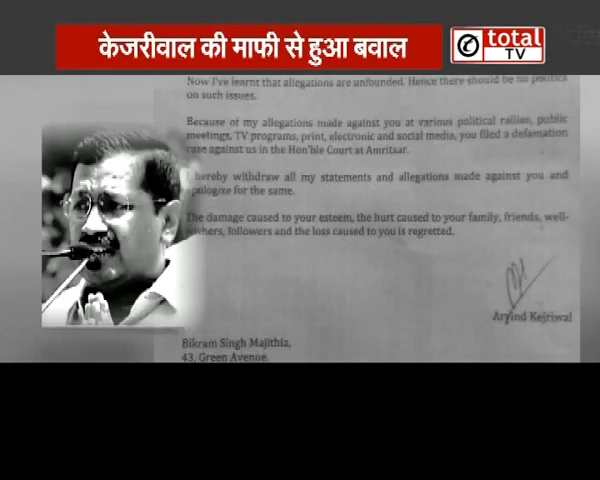 केजरीवाल की माफी से हुआ बवाल
total
TV
Now I've learnt that allegations are unfounded. Hence there should be no politics
on such issues.
Because of my allegations made against you at various political rallies, public
meetings, TV programs, print, electronic and social media, you filed a defamation
case against us in the Hon'ble Court at Amritsar.
I hereby withdraw all my statements and allegations made against you and
apologize for the same.
The damage caused to your esteem, the hurt caused to your family, friends, well-
wishers, followers and the loss caused to you is regretted.
Arvind Kejriwal
Bikram Singh Majithia,
43, Green Avenue,